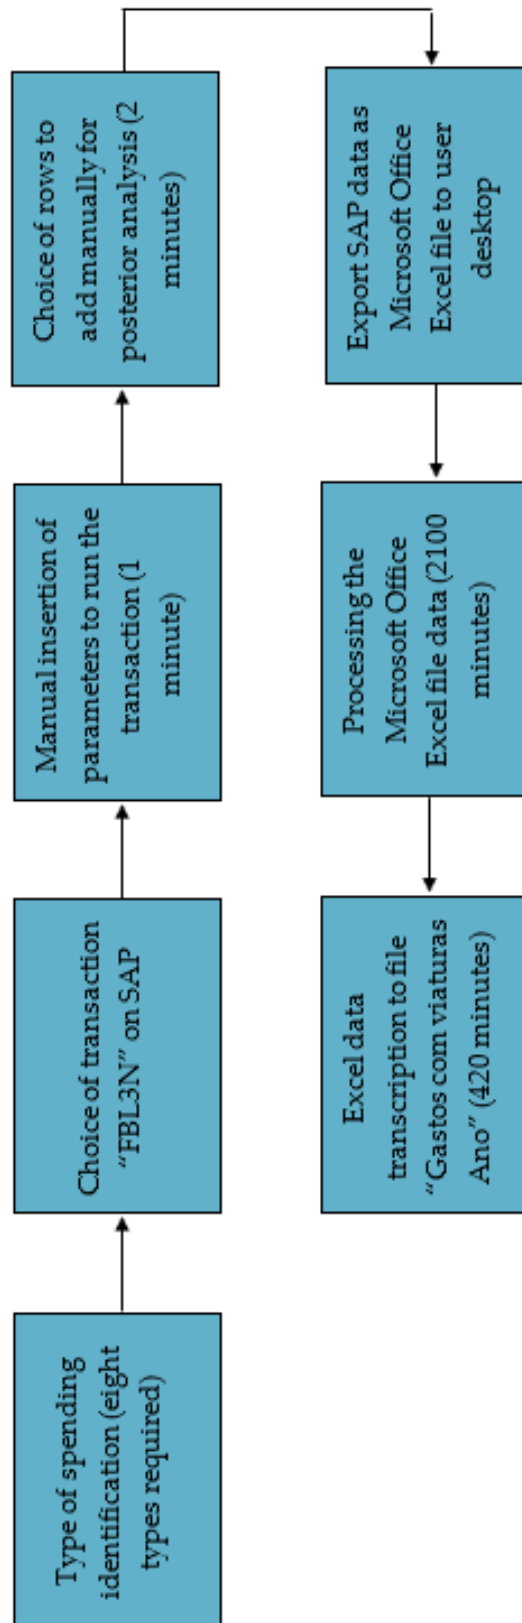 Type of spending
identification (eight
types required)
Choice of transaction
“FBL3N” on SAP
Manual insertion of
parameters to run the
transaction (1
minute)
Choice of rows to
add manually for
posterior analysis (2
minutes)
Export SAP data as
Microsoft Office
Excel file to user
desktop
Processing the
Microsoft Office
Excel file data (2100
minutes)
Excel data
transcription to file
“Gastos com viaturas
Ano” (420 minutes)